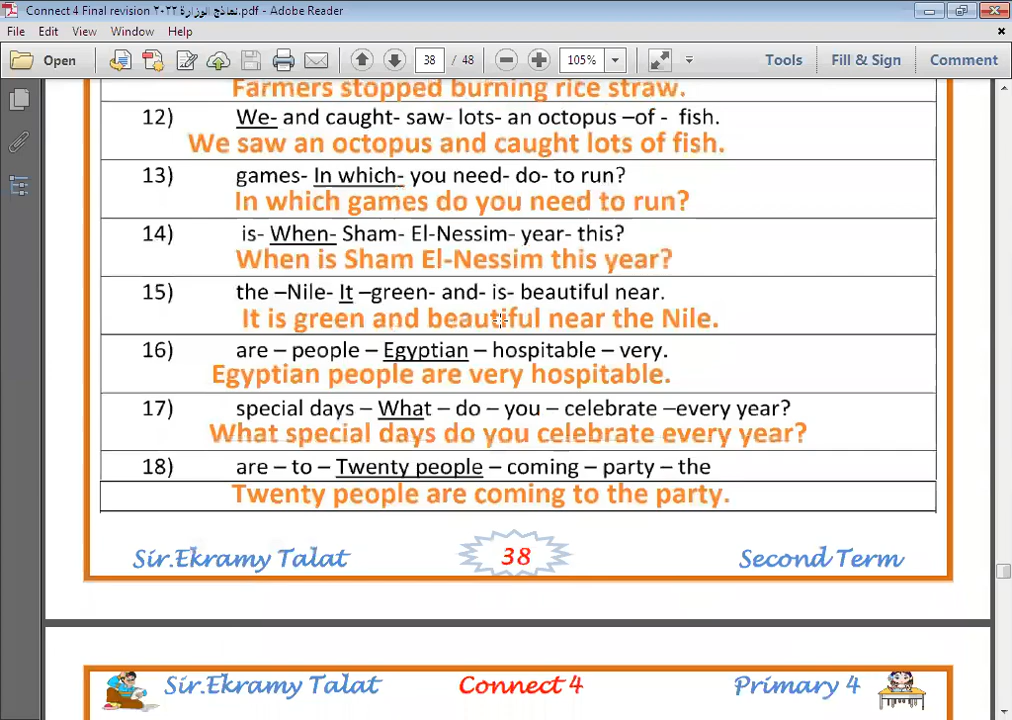 Connect 4 Final revision نماذج الوزارة ٢٠٢٢.pdf - Adobe Reader
File Edit View Window Help
Open 38 / 48 105% Tools Fill & Sign Comment
Farmers stopped burning rice straw.
12) We- and caught- saw- lots- an octopus –of - fish.
We saw an octopus and caught lots of fish.
13) games- In which- you need- do- to run?
In which games do you need to run?
14) is- When- Sham- El-Nessim- year- this?
When is Sham El-Nessim this year?
15) the –Nile- It –green- and- is- beautiful near.
It is green and beautiful near the Nile.
16) are – people – Egyptian – hospitable – very.
Egyptian people are very hospitable.
17) special days – What – do – you – celebrate –every year?
What special days do you celebrate every year?
18) are – to – Twenty people – coming – party – the
Twenty people are coming to the party.
Sir.Ekramy Talat 38 Second Term
Sir.Ekramy Talat Connect 4 Primary 4